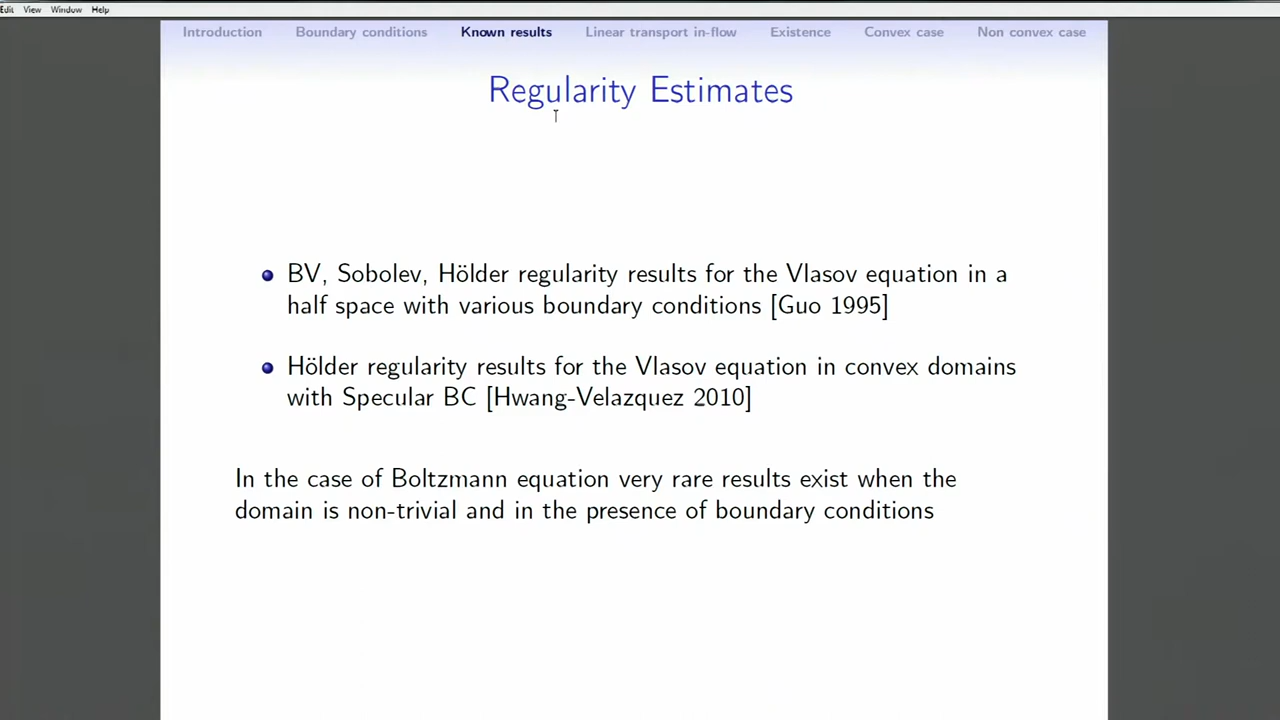 Edit View Window Help
Introduction Boundary conditions Known results Linear transport in-flow Existence Convex case Non convex case
Regularity Estimates
BV, Sobolev, Hölder regularity results for the Vlasov equation in a
half space with various boundary conditions [Guo 1995]
Hölder regularity results for the Vlasov equation in convex domains
with Specular BC [Hwang-Velazquez 2010]
In the case of Boltzmann equation very rare results exist when the
domain is non-trivial and in the presence of boundary conditions